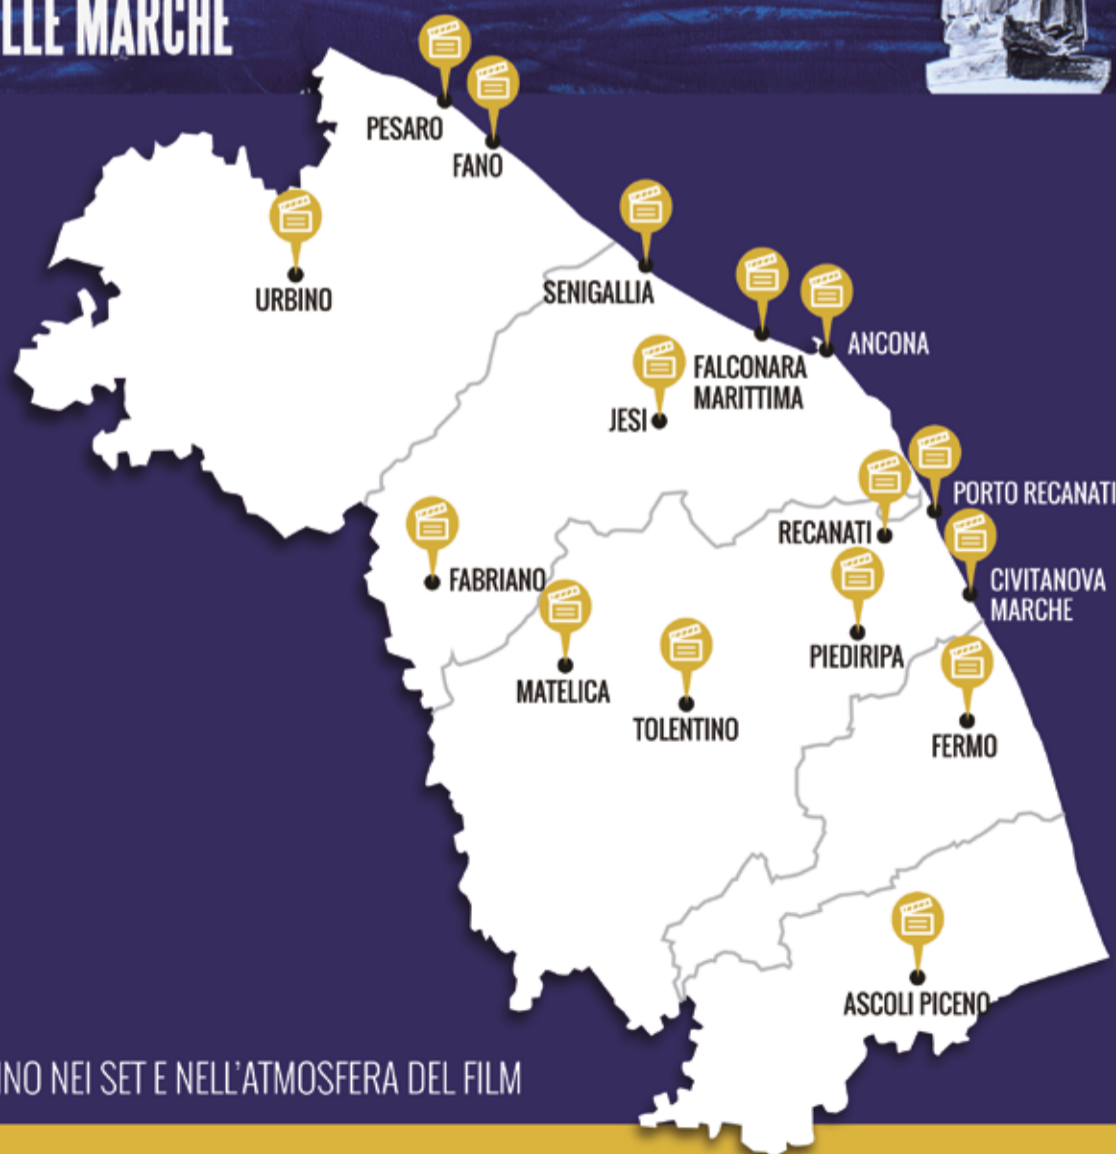 LLE MARCHE
PESARO
FANO
URBINO
SENIGALLIA
ANCONA
FALCONARA
MARITTIMA
JESI
PORTO RECANATI
RECANATI
CIVITANOVA
MARCHE
FABRIANO
PIEDIRIPA
MATELICA
TOLENTINO
FERMO
ASCOLI PICENO
INO NEI SET E NELL'ATMOSFERA DEL FILM